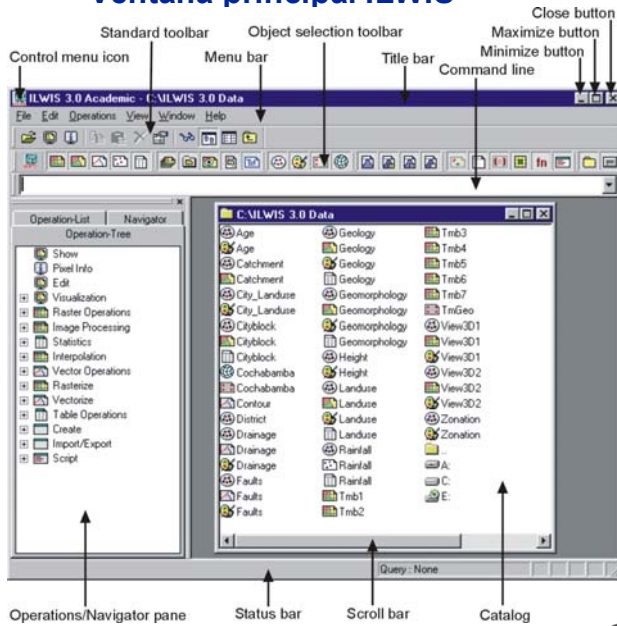 Ventana principal ILWIS
Close button
Standard toolbar
Object selection toolbar
Maximize button
Minimize button
Control menu icon
Menu bar
Title bar
Command line
ILWIS 3.0 Academic - C:\ILWIS 3.0 Data
File Edit Operations View Window Help
fn
Operation-List Navigator
Operation-Tree
Show
Pixel Info
Edit
Visualization
Raster Operations
Image Processing
Statistics
Interpolation
Vector Operations
Rasterize
Vectorize
Table Operations
Create
Import/Export
Script
C:\ILWIS 3.0 Data
Age Geology Tmb3
Age Geology Tmb4
Catchment Geology Tmb5
Catchment Geology Tmb6
City_Landuse Geomorphology Tmb7
City_Landuse Geomorphology TmGeo
Cityblock Geomorphology View3D1
Cityblock Geomorphology View3D1
Cityblock Height View3D1
Cochabamba Height View3D2
Cochabamba Landuse View3D2
Contour Landuse View3D2
District Landuse Zonation
Drainage Landuse Zonation
Drainage Rainfall ..
Drainage Rainfall A:
Faults Rainfall C:
Faults Tmb1 E:
Faults Tmb2
Query : None
Operations/Navigator pane
Status bar
Scroll bar
Catalog